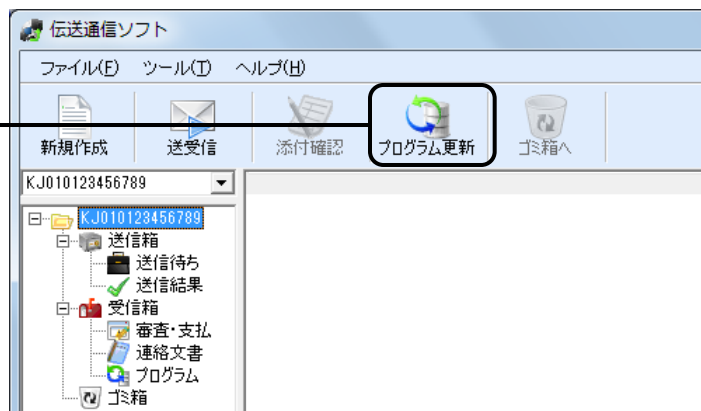 伝送通信ソフト
ファイル(F) ツール(T) ヘルプ(H)
新規作成 送受信 添付確認 プログラム更新 ゴミ箱へ
KJ010123456789
KJ010123456789
送信箱
送信待ち
送信結果
受信箱
審査・支払
連絡文書
プログラム
ゴミ箱